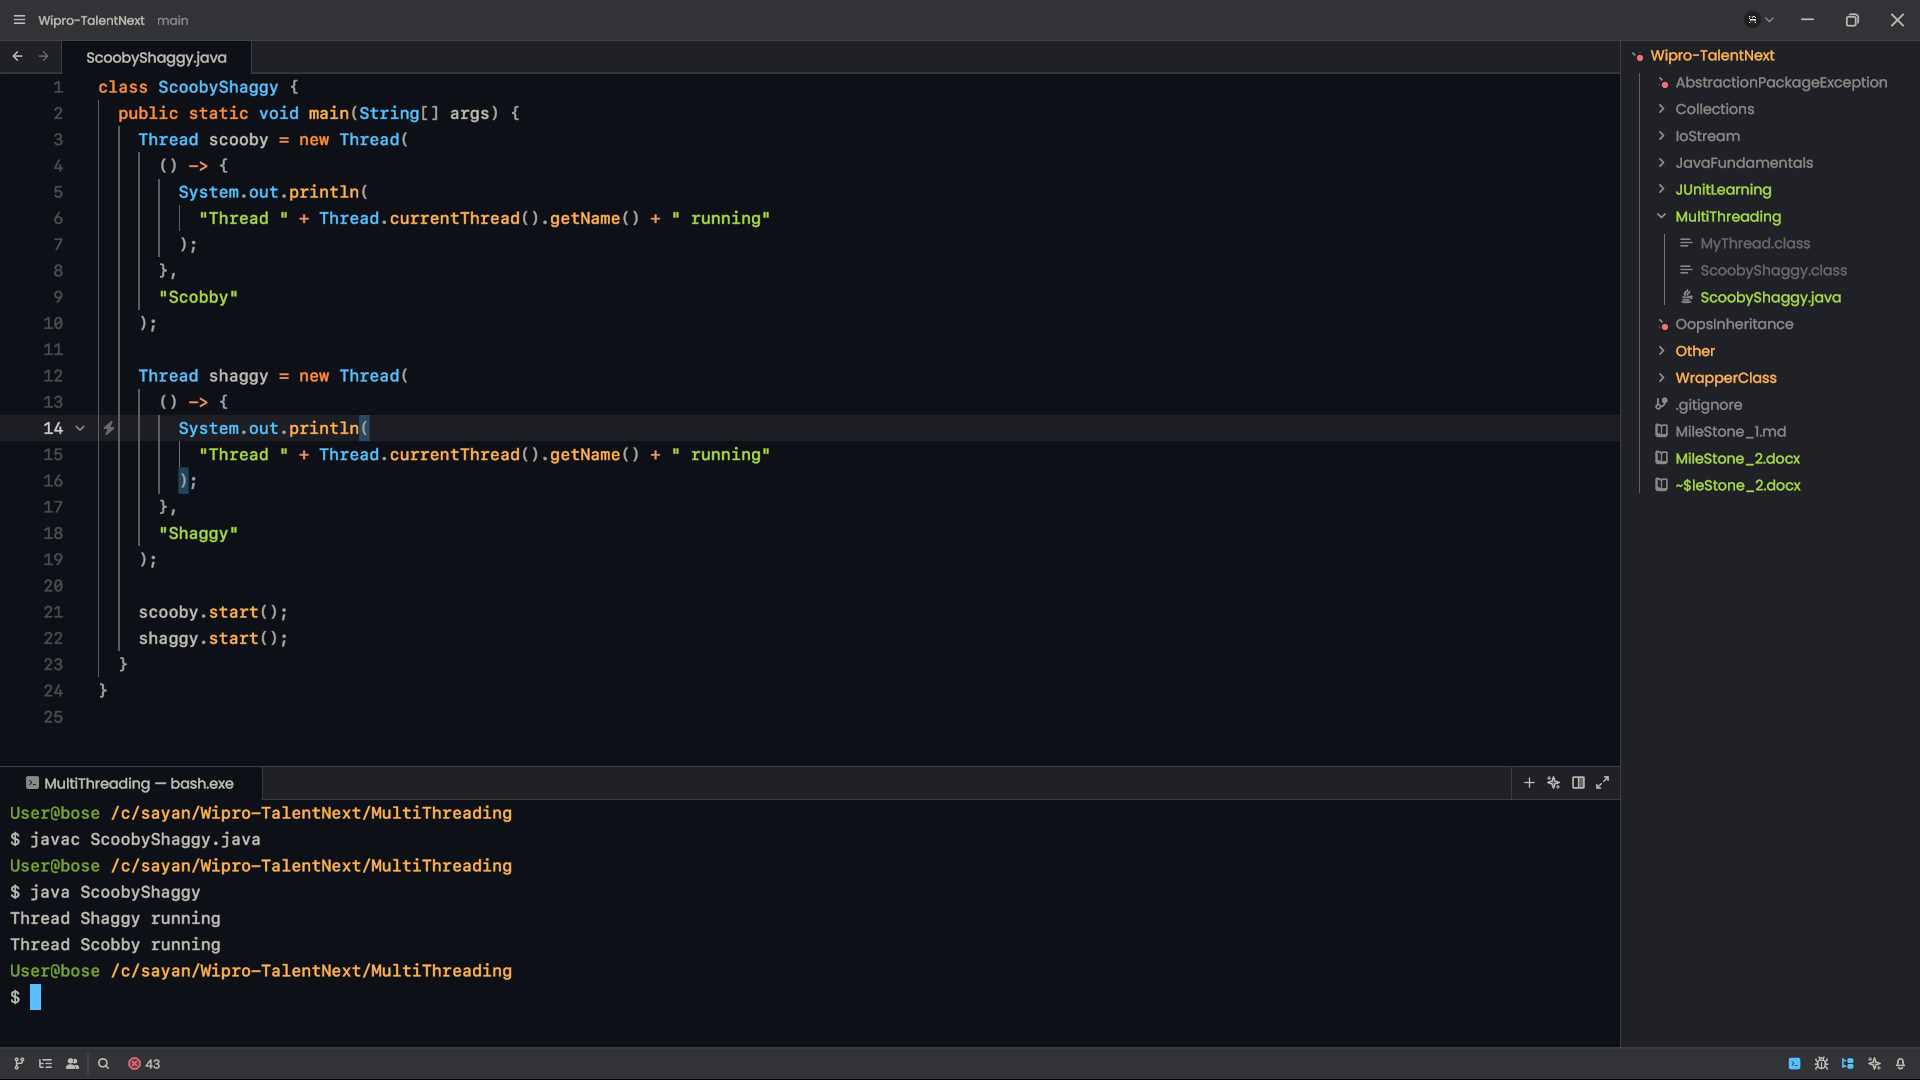 Wipro-TalentNext main
ScoobyShaggy.java
1 class ScoobyShaggy {
2 public static void main(String[] args) {
3 Thread scooby = new Thread(
4 () -> {
5 System.out.println(
6 "Thread " + Thread.currentThread().getName() + " running"
7 );
8 },
9 "Scobby"
10 );
11
12 Thread shaggy = new Thread(
13 () -> {
14 System.out.println(
15 "Thread " + Thread.currentThread().getName() + " running"
16 );
17 },
18 "Shaggy"
19 );
20
21 scooby.start();
22 shaggy.start();
23 }
24 }
25
MultiThreading — bash.exe
User@bose /c/sayan/Wipro-TalentNext/MultiThreading
$ javac ScoobyShaggy.java
User@bose /c/sayan/Wipro-TalentNext/MultiThreading
$ java ScoobyShaggy
Thread Shaggy running
Thread Scobby running
User@bose /c/sayan/Wipro-TalentNext/MultiThreading
$
43
Wipro-TalentNext
AbstractionPackageException
Collections
IoStream
JavaFundamentals
JUnitLearning
MultiThreading
MyThread.class
ScoobyShaggy.class
ScoobyShaggy.java
OopsInheritance
Other
WrapperClass
.gitignore
MileStone_1.md
MileStone_2.docx
~$leStone_2.docx